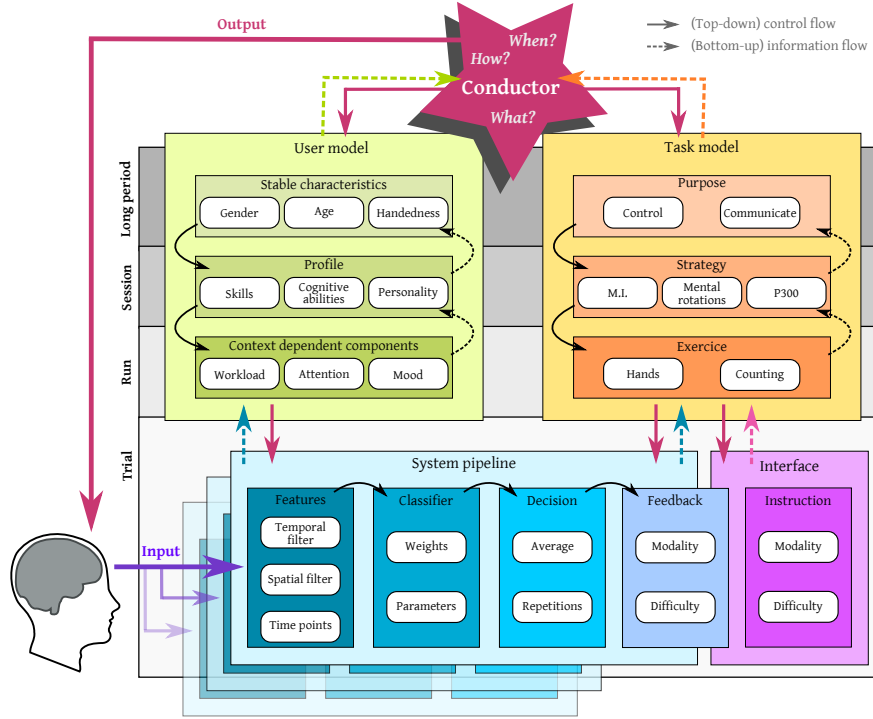 Output
When?
How?
Conductor
What?
(Top-down) control flow
(Bottom-up) information flow
User model
Task model
Long period
Stable characteristics
Gender
Age
Handedness
Purpose
Control
Communicate
Session
Profile
Skills
Cognitive
abilities
Personality
Strategy
M.I.
Mental
rotations
P300
Run
Context dependent components
Workload
Attention
Mood
Exercice
Hands
Counting
Trial
System pipeline
Interface
Features
Classifier
Decision
Feedback
Instruction
Temporal
filter
Weights
Average
Modality
Modality
Input
Spatial filter
Parameters
Repetitions
Difficulty
Difficulty
Time points